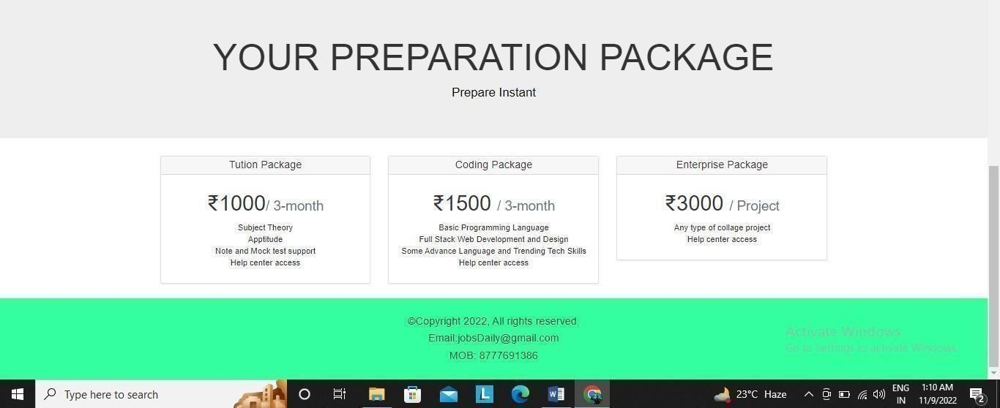 YOUR PREPARATION PACKAGE
Prepare Instant
Tution Package
₹1000/ 3-month
Subject Theory
Apptitude
Note and Mock test support
Help center access
Coding Package
₹1500 / 3-month
Basic Programming Language
Full Stack Web Development and Design
Some Advance Language and Trending Tech Skills
Help center access
Enterprise Package
₹3000 / Project
Any type of collage project
Help center access
©Copyright 2022, All rights reserved.
Email:jobsDaily@gmail.com
MOB: 8777691386
Activate Windows
Go to Settings to activate Windows.
Type here to search
L
W
23°C Haze
ENG
IN
1:10 AM
11/9/2022
2